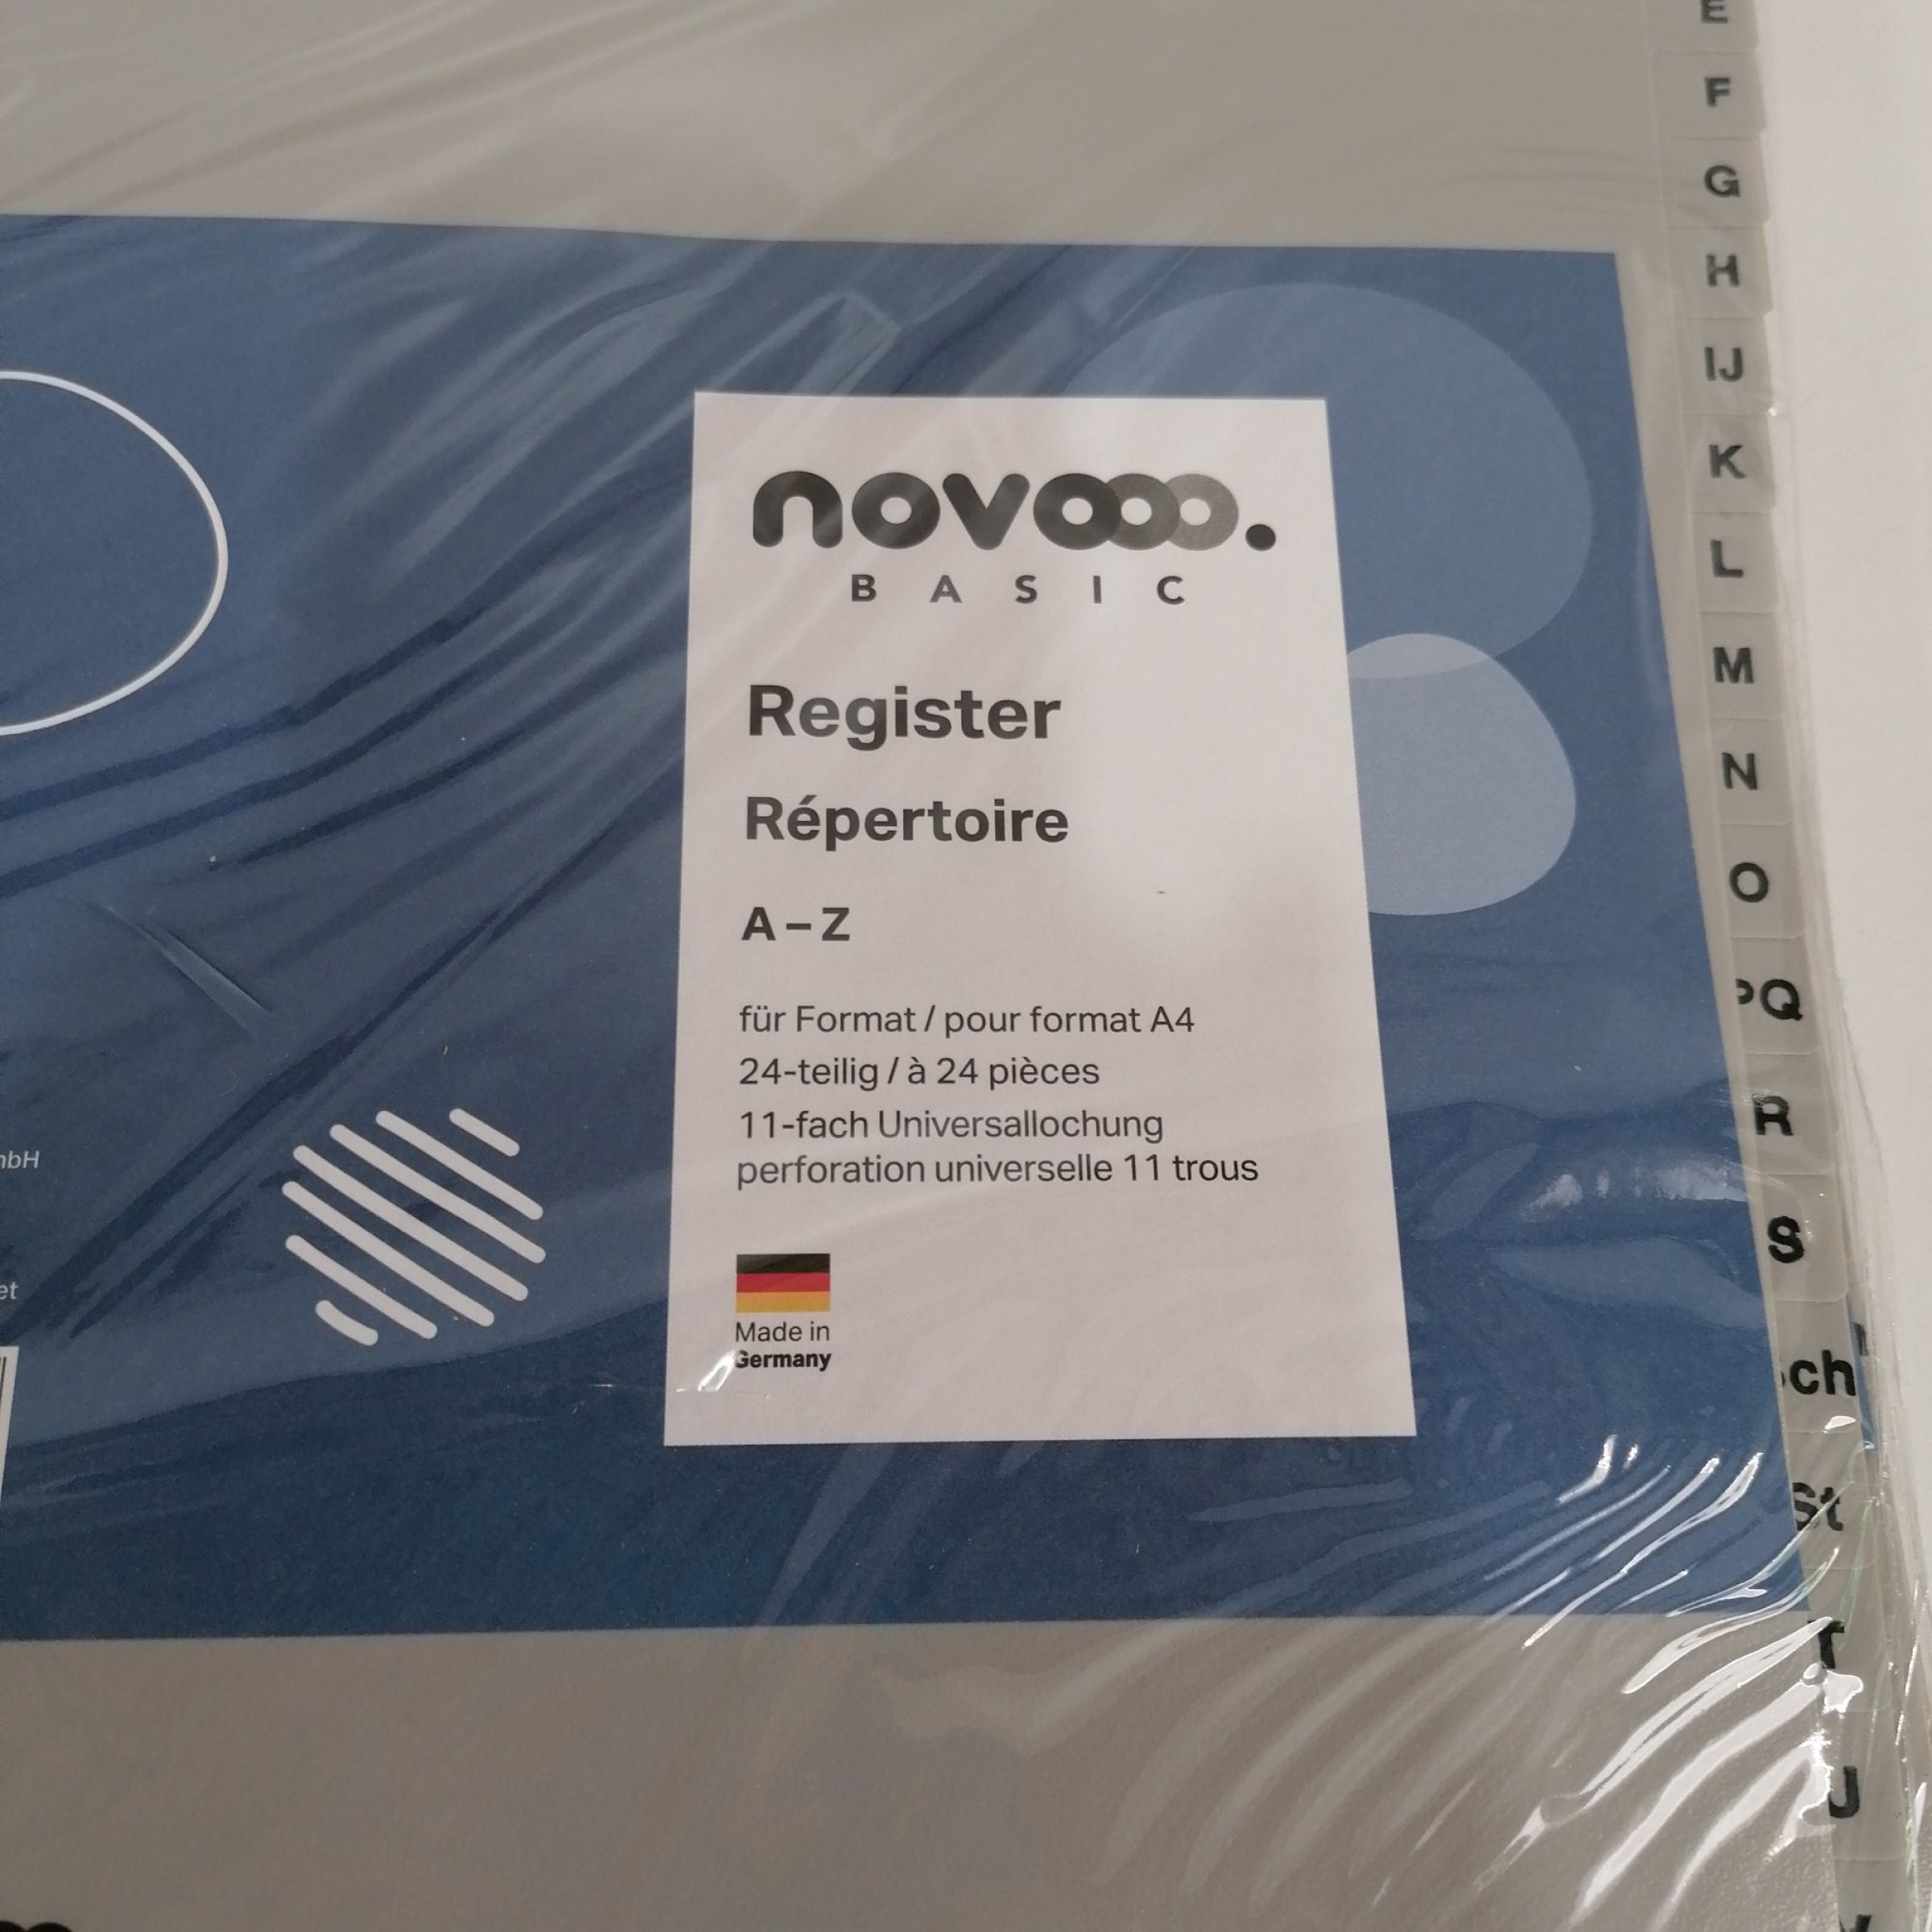 novooo.
BASIC
Register
Répertoire
A – Z
für Format / pour format A4
24-teilig / à 24 pièces
11-fach Universallochung
perforation universelle 11 trous
Made in
Germany
E
F
G
H
IJ
K
L
M
N
O
PQ
R
S
Sch
St
T
U